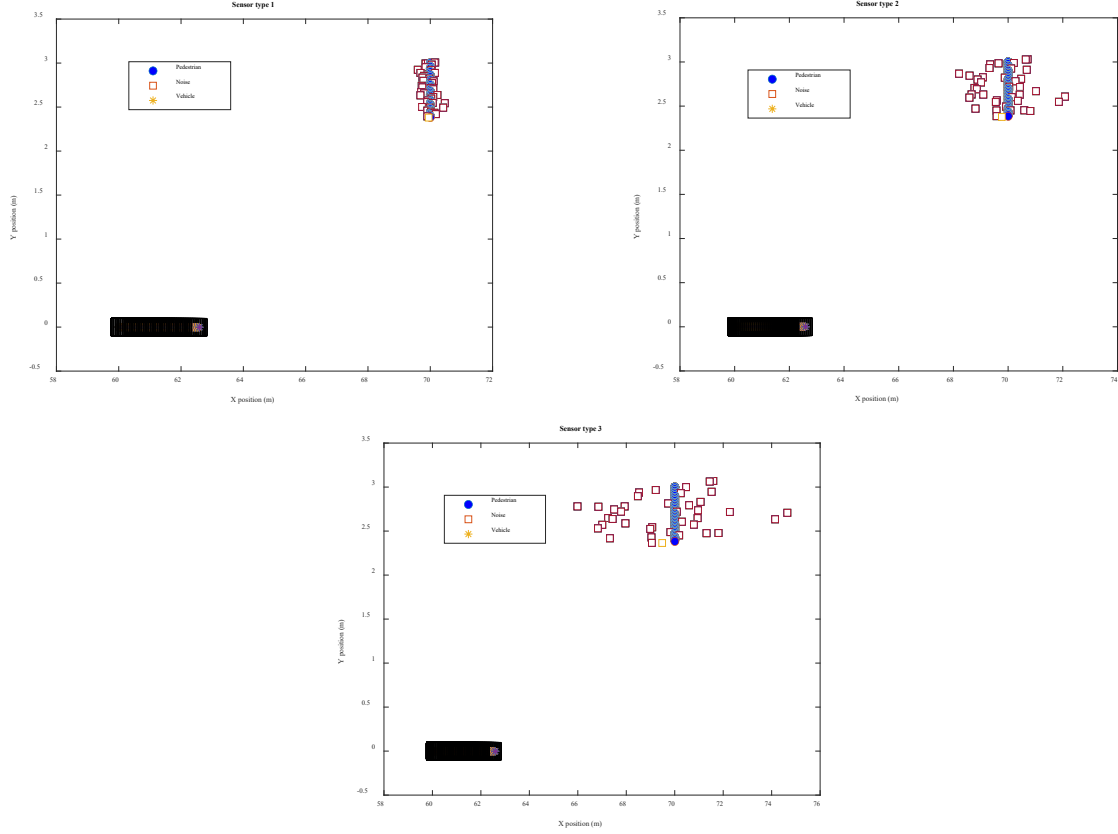 Sensor type 1
3.5
3
2.5
2
1.5
1
0.5
0
-0.5
Y position (m)
Pedestrian
Noise
Vehicle
58 60 62 64 66 68 70 72
X position (m)
Sensor type 2
3.5
3
2.5
2
1.5
1
0.5
0
-0.5
Y position (m)
Pedestrian
Noise
Vehicle
58 60 62 64 66 68 70 72 74
X position (m)
Sensor type 3
3.5
3
2.5
2
1.5
1
0.5
0
-0.5
Y position (m)
Pedestrian
Noise
Vehicle
58 60 62 64 66 68 70 72 74 76
X position (m)